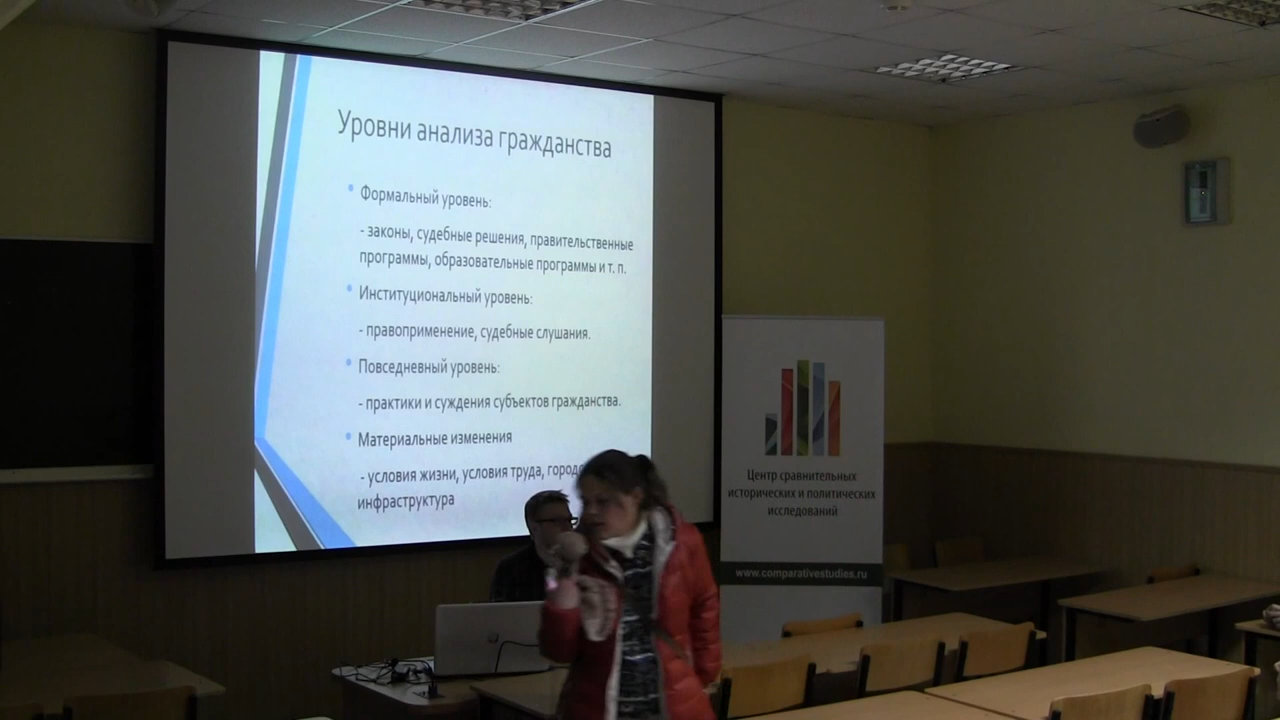 Уровни анализа гражданства
Формальный уровень:
- законы, судебные решения, правительственные
программы, образовательные программы и т. п.
Институциональный уровень:
- правоприменение, судебные слушания.
Повседневный уровень:
- практики и суждения субъектов гражданства.
Материальные изменения
- условия жизни, условия труда,
инфраструктура
Центр сравнительных
исторических и политических
исследований
www.comparativestudies.ru